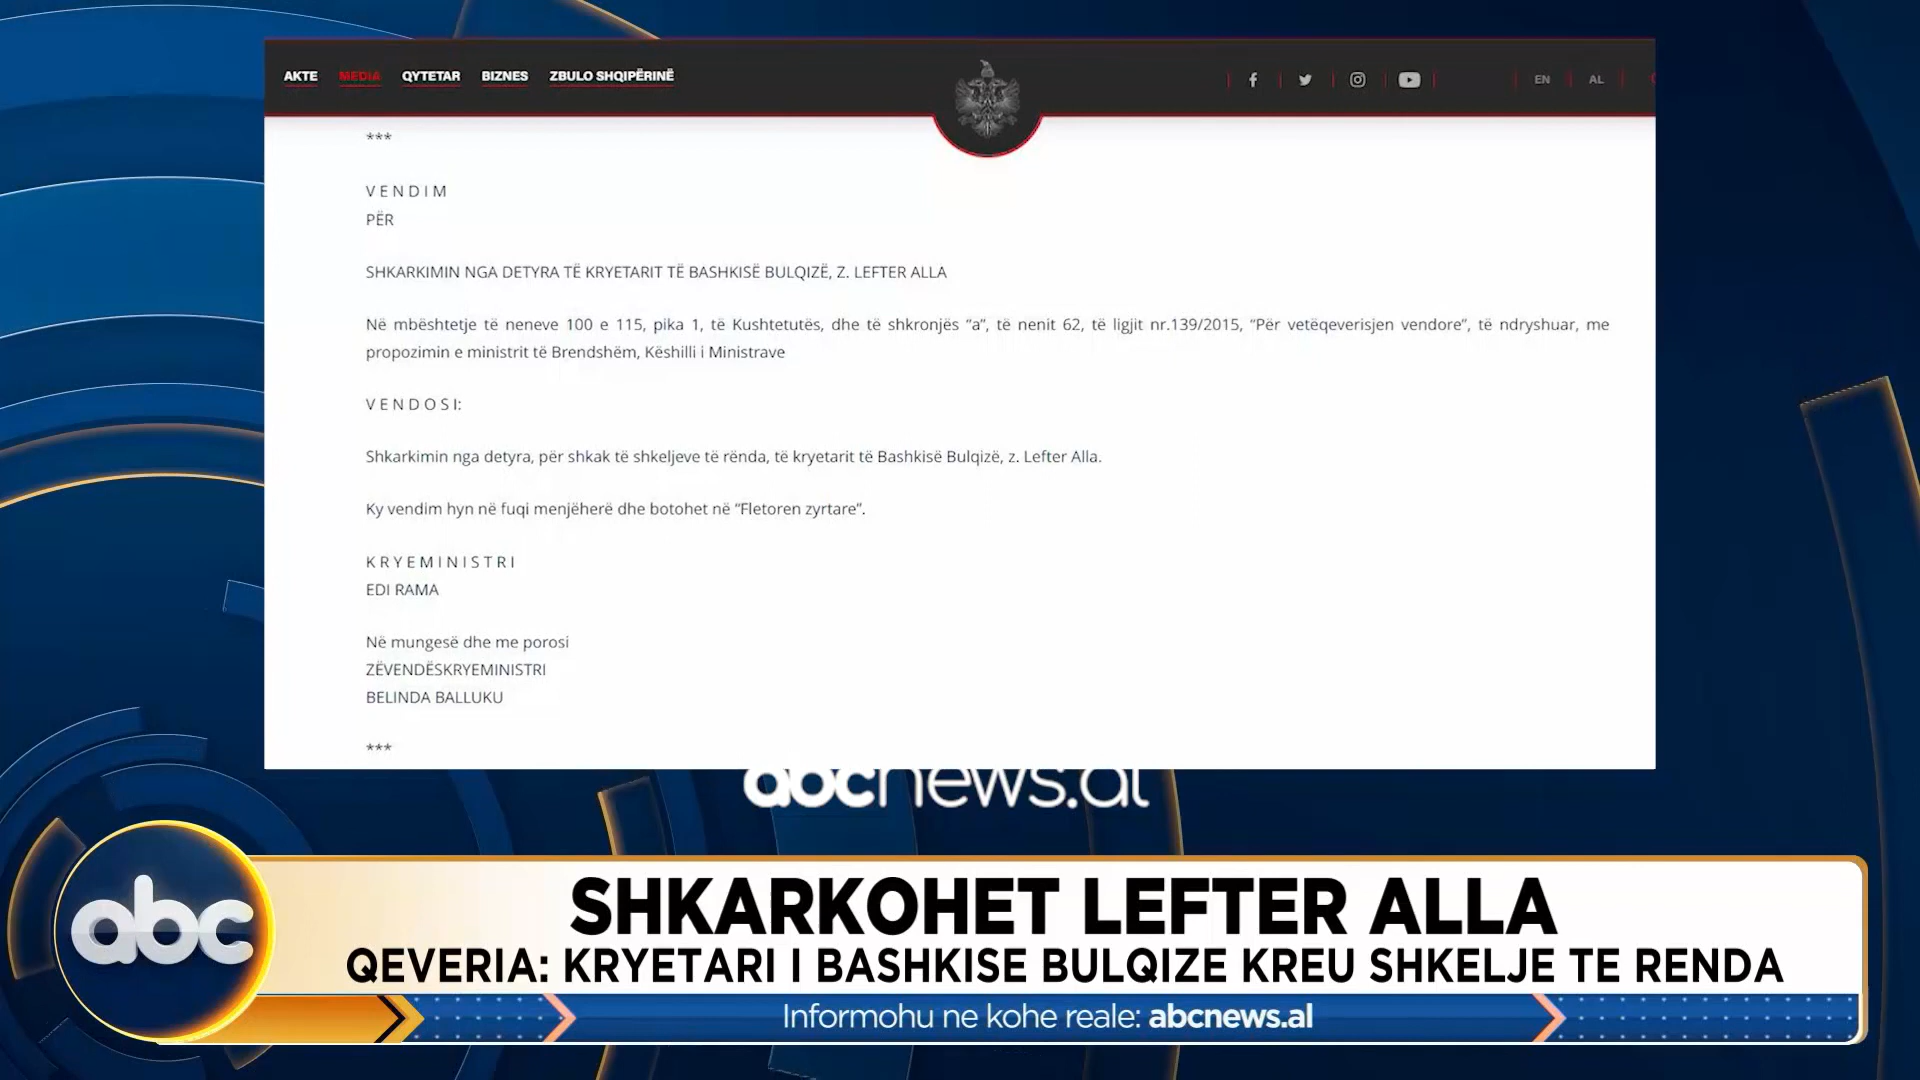 AKTE MEDIA QYTETAR BIZNES ZBULO SHQIPËRINË EN AL
***
V E N D I M
PËR
SHKARKIMIN NGA DETYRA TË KRYETARIT TË BASHKISË BULQIZË, Z. LEFTER ALLA
Në mbështetje të neneve 100 e 115, pika 1, të Kushtetutës, dhe të shkronjës “a”, të nenit 62, të ligjit nr.139/2015, “Për vetëqeverisjen vendore”, të ndryshuar, me
propozimin e ministrit të Brendshëm, Këshilli i Ministrave
V E N D O S I:
Shkarkimin nga detyra, për shkak të shkeljeve të rënda, të kryetarit të Bashkisë Bulqizë, z. Lefter Alla.
Ky vendim hyn në fuqi menjëherë dhe botohet në “Fletoren zyrtare”.
K R Y E M I N I S T R I
EDI RAMA
Në mungesë dhe me porosi
ZËVENDËSKRYEMINISTRI
BELINDA BALLUKU
***
abcnews.al
abc
SHKARKOHET LEFTER ALLA
QEVERIA: KRYETARI I BASHKISE BULQIZE KREU SHKELJE TE RENDA
Informohu ne kohe reale: abcnews.al